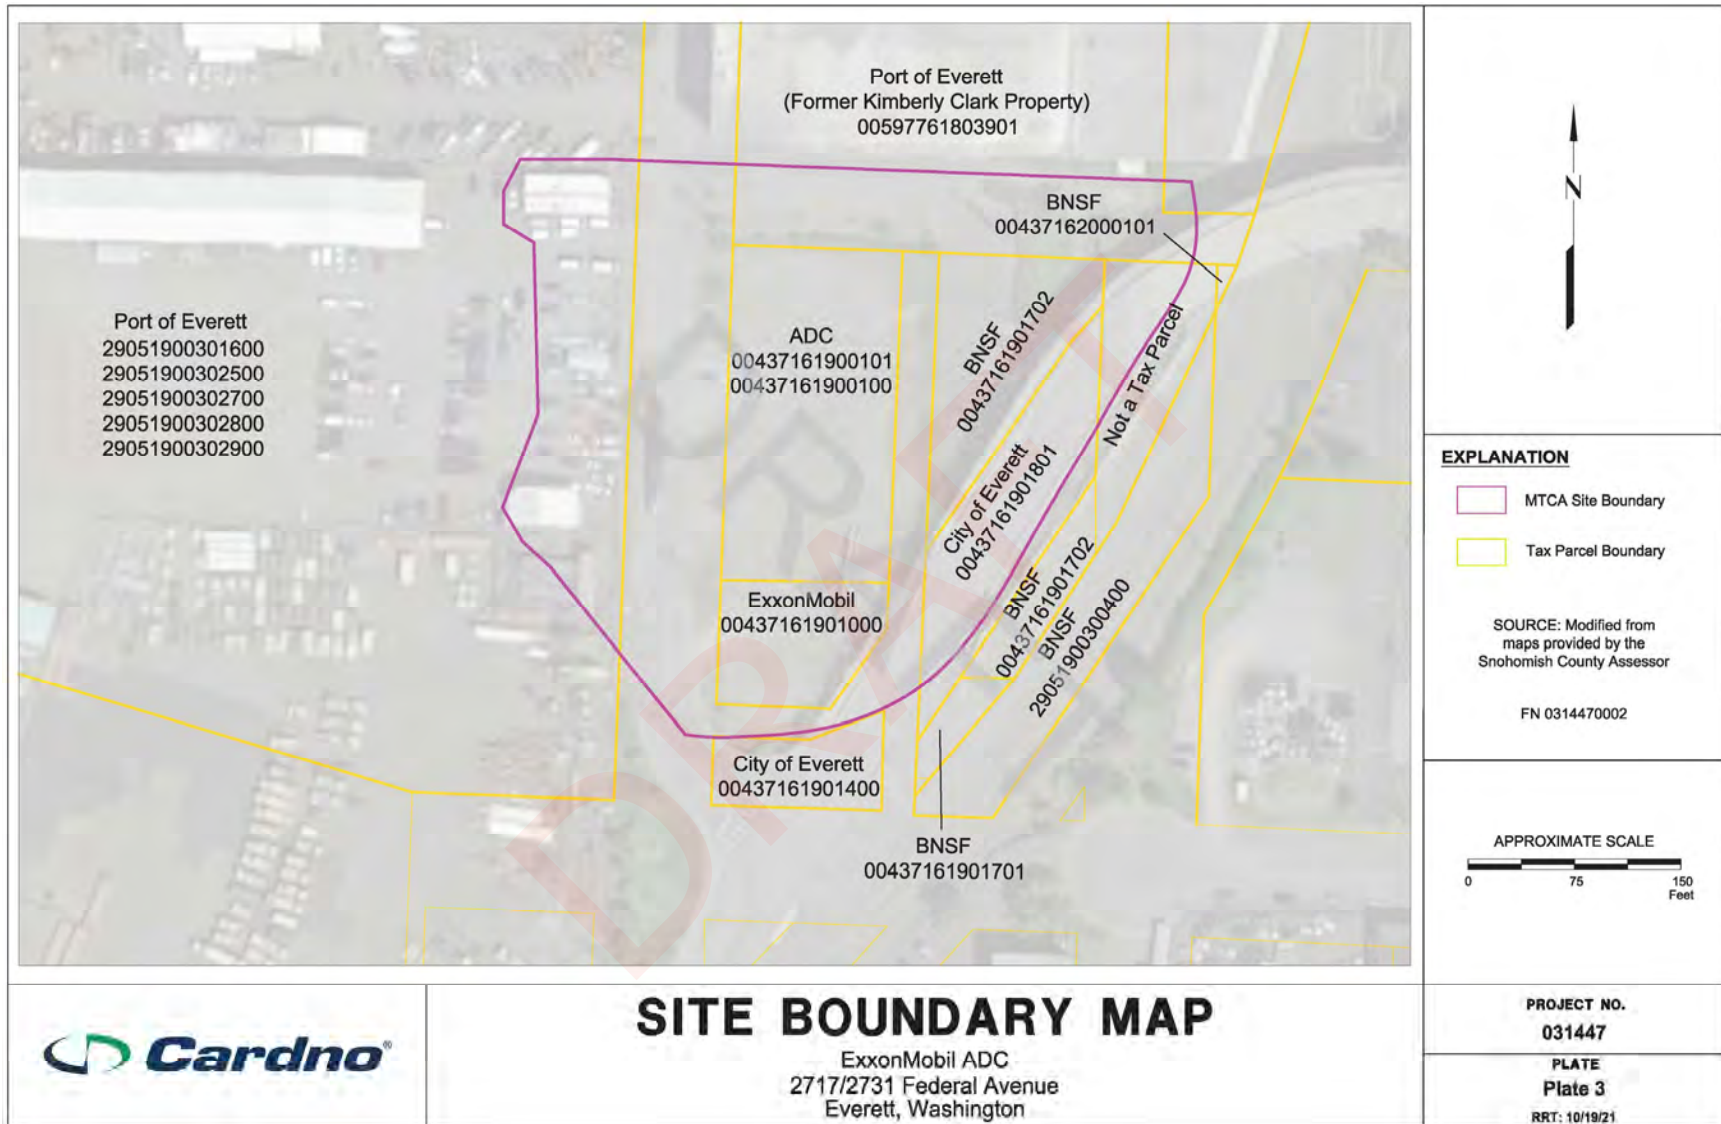 Port of Everett
(Former Kimberly Clark Property)
00597761803901
BNSF
00437162000101
Port of Everett
29051900301600
29051900302500
29051900302700
29051900302800
29051900302900
ADC
00437161900101
00437161900100
BNSF
00437161901702
Not a Tax Parcel
City of Everett
00437161901801
ExxonMobil
00437161901000
BNSF
00437161901702
BNSF
29051900300400
City of Everett
00437161901400
BNSF
00437161901701
DRAFT
N
EXPLANATION
MTCA Site Boundary
Tax Parcel Boundary
SOURCE: Modified from
maps provided by the
Snohomish County Assessor
FN 0314470002
APPROXIMATE SCALE
0 75 150
Feet
Cardno®
SITE BOUNDARY MAP
ExxonMobil ADC
2717/2731 Federal Avenue
Everett, Washington
PROJECT NO.
031447
PLATE
Plate 3
RRT: 10/19/21